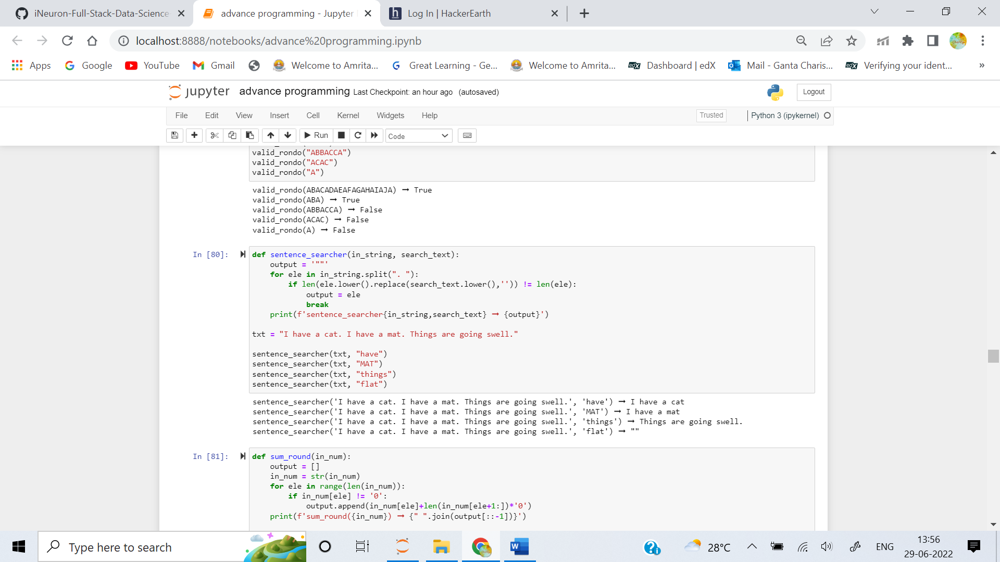 iNeuron-Full-Stack-Data-Science
advance programming - Jupyter
Log In | HackerEarth
localhost:8888/notebooks/advance%20programming.ipynb
Apps
Google
YouTube
Gmail
Welcome to Amrita...
Great Learning - Ge...
Welcome to Amrita...
Dashboard | edX
Mail - Ganta Charis...
Verifying your ident...
»
jupyter advance programming Last Checkpoint: an hour ago (autosaved)
Logout
File Edit View Insert Cell Kernel Widgets Help
Trusted
Python 3 (ipykernel)
Run
Code
valid_rondo("ABBACCA")
valid_rondo("ACAC")
valid_rondo("A")
valid_rondo(ABACADAEAFAGAHAIAJA) ➞ True
valid_rondo(ABA) ➞ True
valid_rondo(ABBACCA) ➞ False
valid_rondo(ACAC) ➞ False
valid_rondo(A) ➞ False
In [80]:
def sentence_searcher(in_string, search_text):
    output = '""'
    for ele in in_string.split(". "):
        if len(ele.lower().replace(search_text.lower(),'')) != len(ele):
            output = ele
            break
    print(f'sentence_searcher{in_string,search_text} ➞ {output}')
txt = "I have a cat. I have a mat. Things are going swell."
sentence_searcher(txt, "have")
sentence_searcher(txt, "MAT")
sentence_searcher(txt, "things")
sentence_searcher(txt, "flat")
sentence_searcher('I have a cat. I have a mat. Things are going swell.', 'have') ➞ I have a cat
sentence_searcher('I have a cat. I have a mat. Things are going swell.', 'MAT') ➞ I have a mat
sentence_searcher('I have a cat. I have a mat. Things are going swell.', 'things') ➞ Things are going swell.
sentence_searcher('I have a cat. I have a mat. Things are going swell.', 'flat') ➞ ""
In [81]:
def sum_round(in_num):
    output = []
    in_num = str(in_num)
    for ele in range(len(in_num)):
        if in_num[ele] != '0':
            output.append(in_num[ele]+len(in_num[ele+1:])*'0')
    print(f'sum_round({in_num}) ➞ {" ".join(output[::-1])}')
Type here to search
28°C
ENG
13:56
29-06-2022